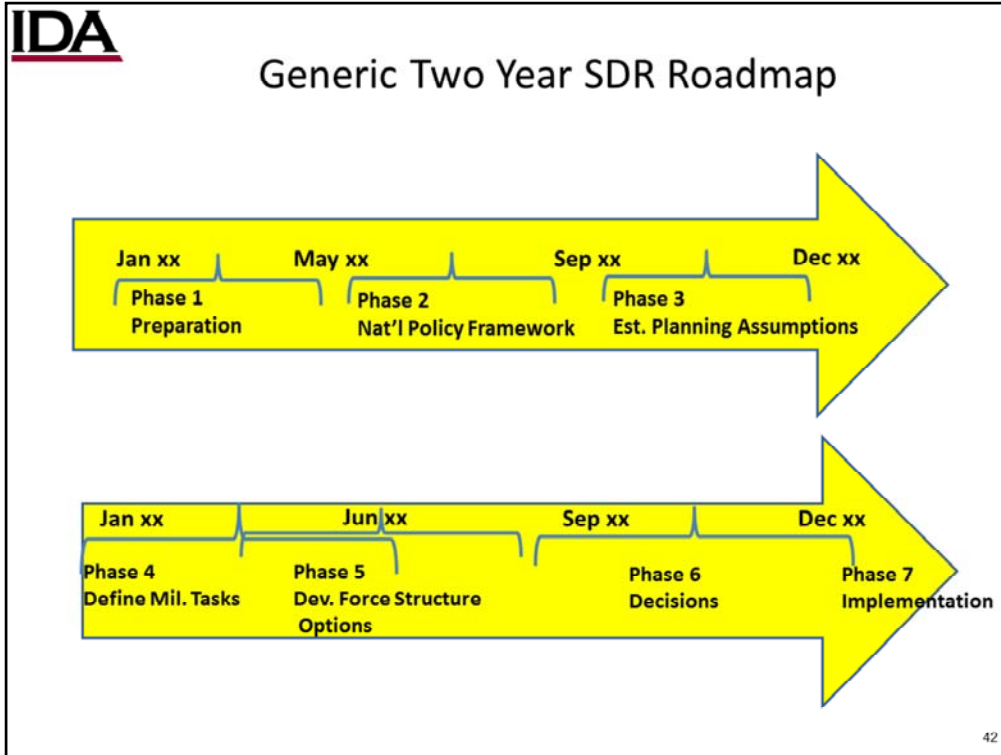 IDA
Generic Two Year SDR Roadmap
Jan xx
May xx
Sep xx
Dec xx
Phase 1
Preparation
Phase 2
Nat'l Policy Framework
Phase 3
Est. Planning Assumptions
Jan xx
Jun xx
Sep xx
Dec xx
Phase 4
Define Mil. Tasks
Phase 5
Dev. Force Structure
Options
Phase 6
Decisions
Phase 7
Implementation
42